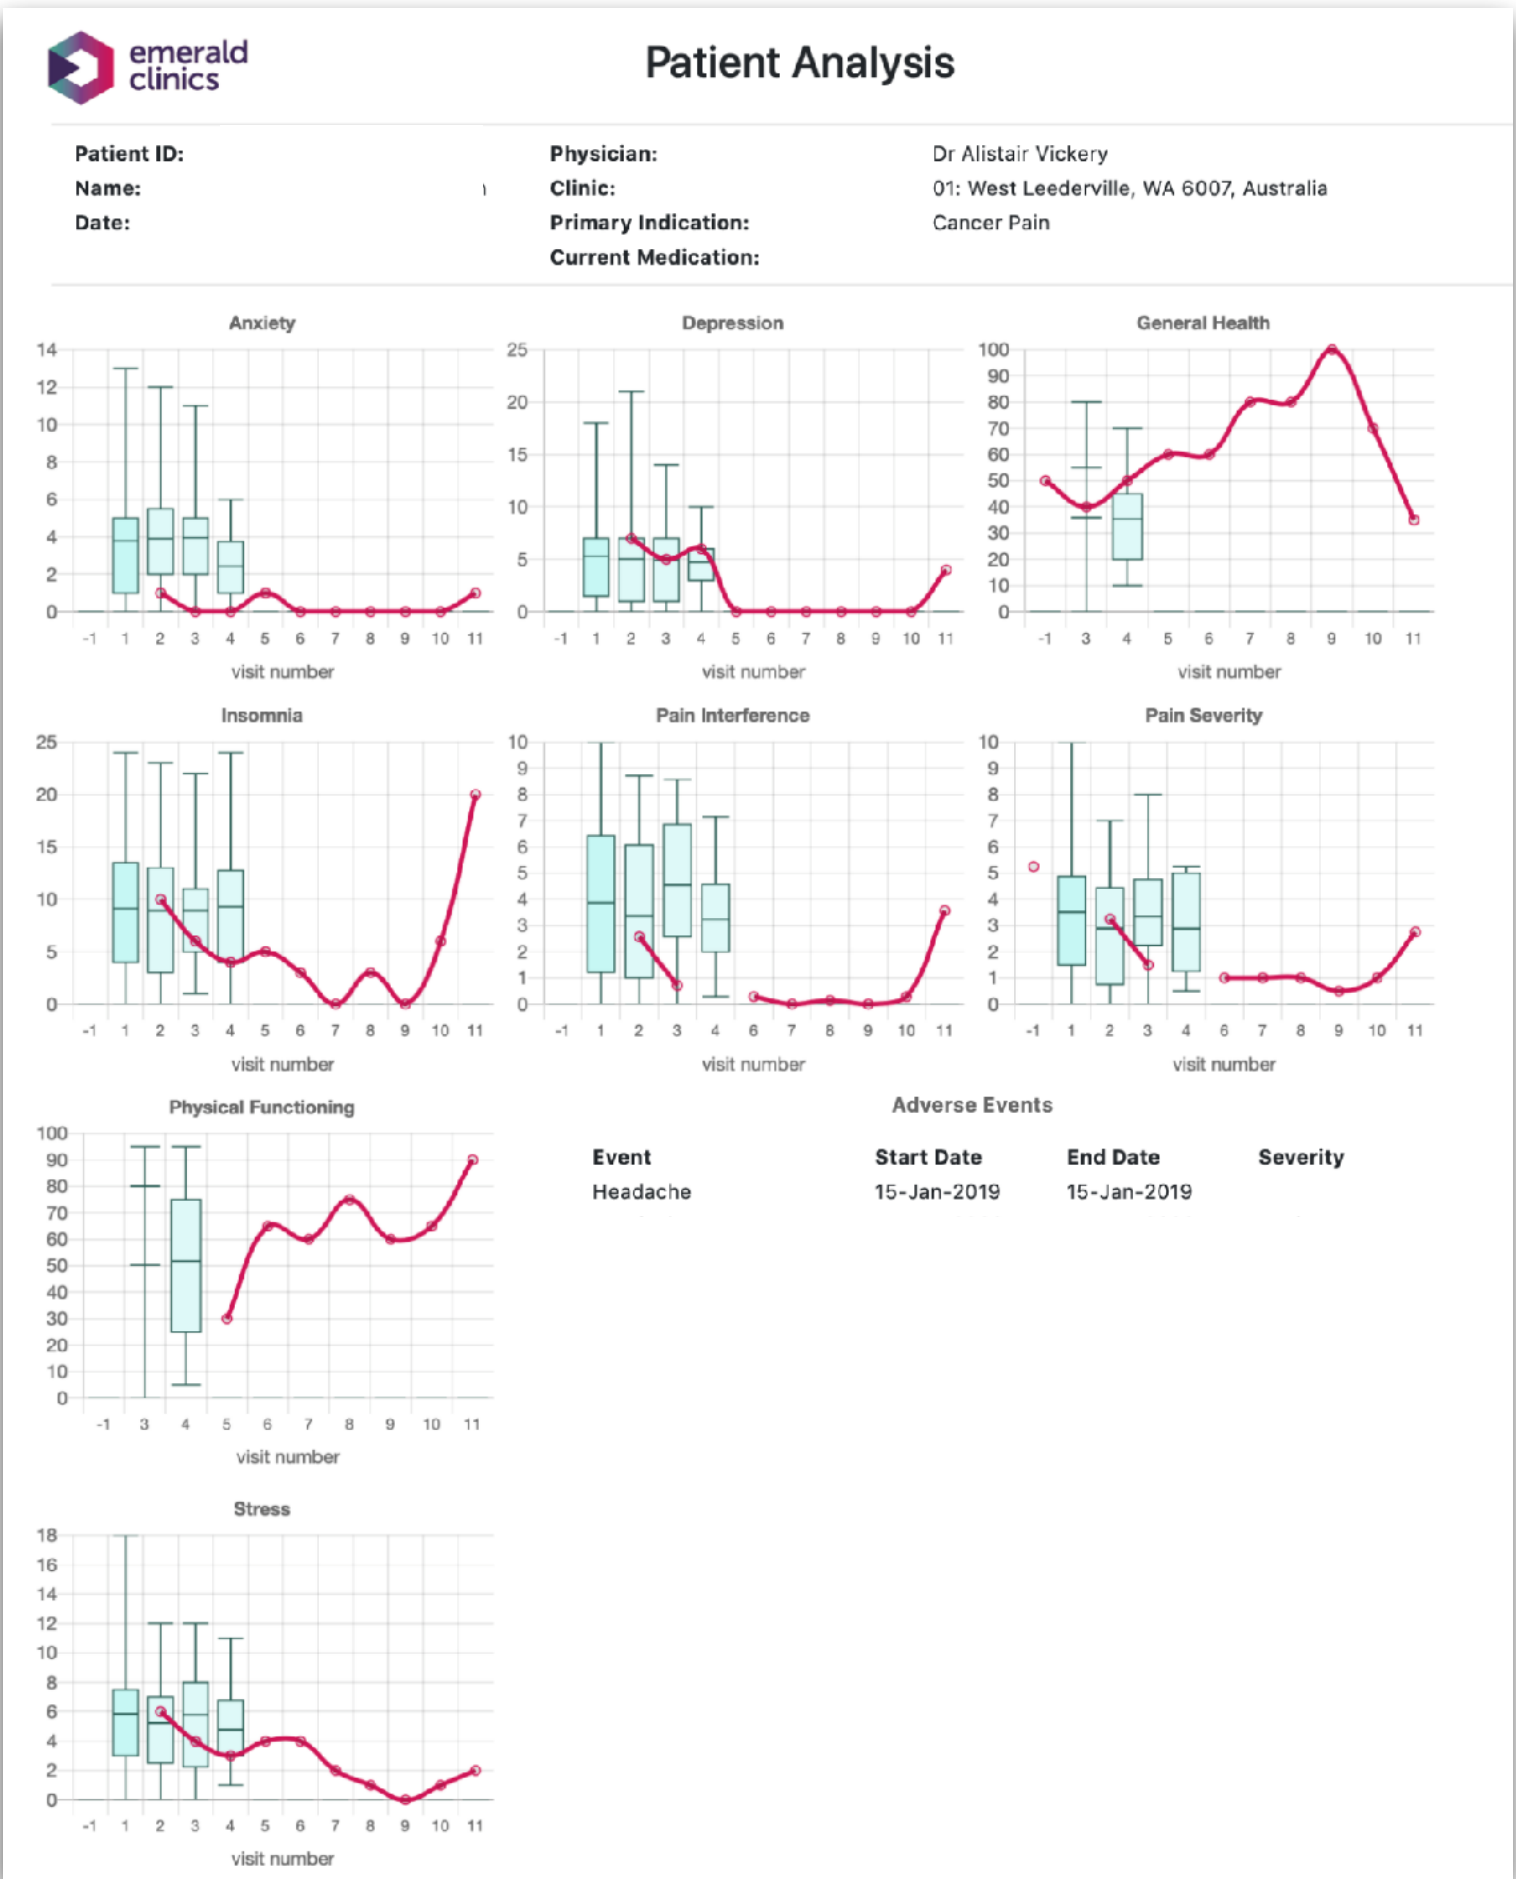 emerald
clinics
Patient Analysis
Patient ID:
Physician:
Dr Alistair Vickery
Name:
Clinic:
01: West Leederville, WA 6007, Australia
Date:
Primary Indication:
Cancer Pain
Current Medication:
Anxiety
14
12
10
8
6
4
2
0
-1 1 2 3 4 5 6 7 8 9 10 11
visit number
Depression
25
20
15
10
5
0
-1 1 2 3 4 5 6 7 8 9 10 11
visit number
General Health
100
90
80
70
60
50
40
30
20
10
0
-1 3 4 5 6 7 8 9 10 11
visit number
Insomnia
25
20
15
10
5
0
-1 1 2 3 4 5 6 7 8 9 10 11
visit number
Pain Interference
10
9
8
7
6
5
4
3
2
1
0
-1 1 2 3 4 6 7 8 9 10 11
visit number
Pain Severity
10
9
8
7
6
5
4
3
2
1
0
-1 1 2 3 4 6 7 8 9 10 11
visit number
Physical Functioning
100
90
80
70
60
50
40
30
20
10
0
-1 3 4 5 6 7 8 9 10 11
visit number
Adverse Events
Event Start Date End Date Severity
Headache 15-Jan-2019 15-Jan-2019
Stress
18
16
14
12
10
8
6
4
2
0
-1 1 2 3 4 5 6 7 8 9 10 11
visit number